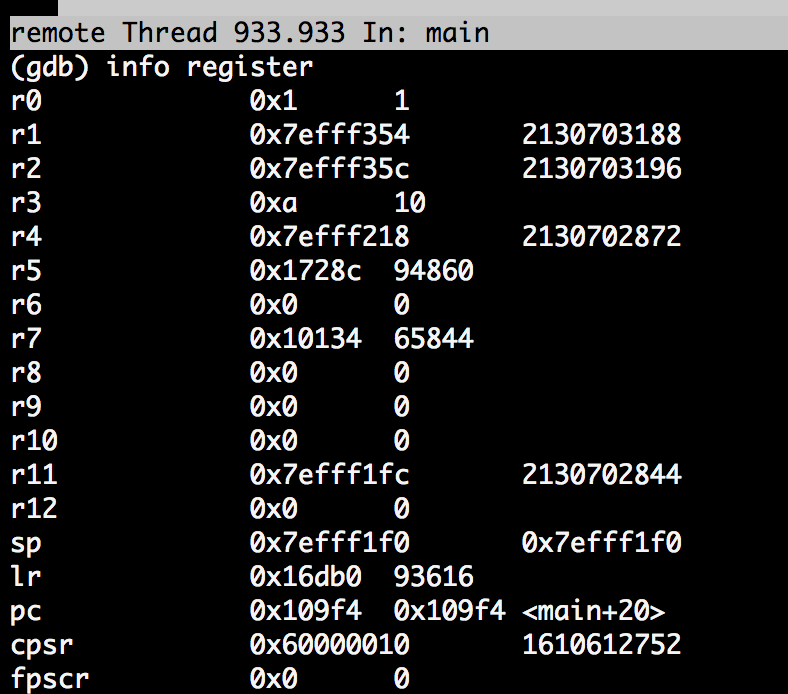 remote Thread 933.933 In: main
(gdb) info register
r0 0x1 1
r1 0x7efff354 2130703188
r2 0x7efff35c 2130703196
r3 0xa 10
r4 0x7efff218 2130702872
r5 0x1728c 94860
r6 0x0 0
r7 0x10134 65844
r8 0x0 0
r9 0x0 0
r10 0x0 0
r11 0x7efff1fc 2130702844
r12 0x0 0
sp 0x7efff1f0 0x7efff1f0
lr 0x16db0 93616
pc 0x109f4 0x109f4 <main+20>
cpsr 0x60000010 1610612752
fpscr 0x0 0